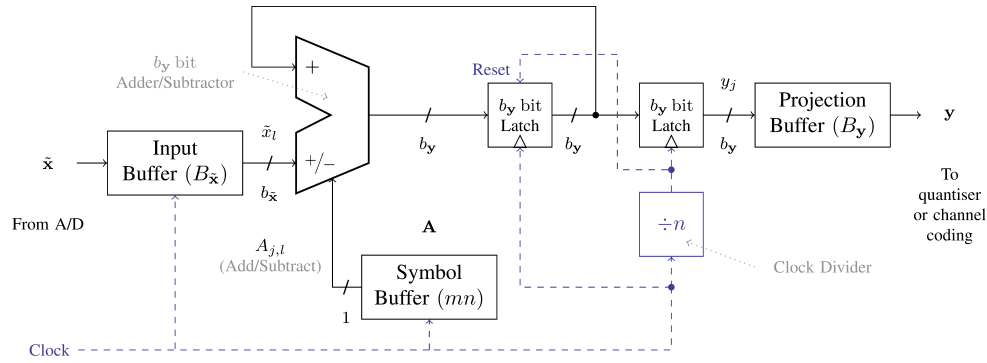 b_y bit
Adder/Subtractor
+
Reset
b_y bit
Latch
b_y bit
Latch
y_j
Projection
Buffer (B_y)
y
b_y
b_y
b_y
x̃
Input
Buffer (B_x̃)
x̃_l
b_x̃
+/−
From A/D
To
quantiser
or channel
coding
÷n
A
A_{j,l}
(Add/Subtract)
Symbol
Buffer (mn)
1
Clock Divider
Clock